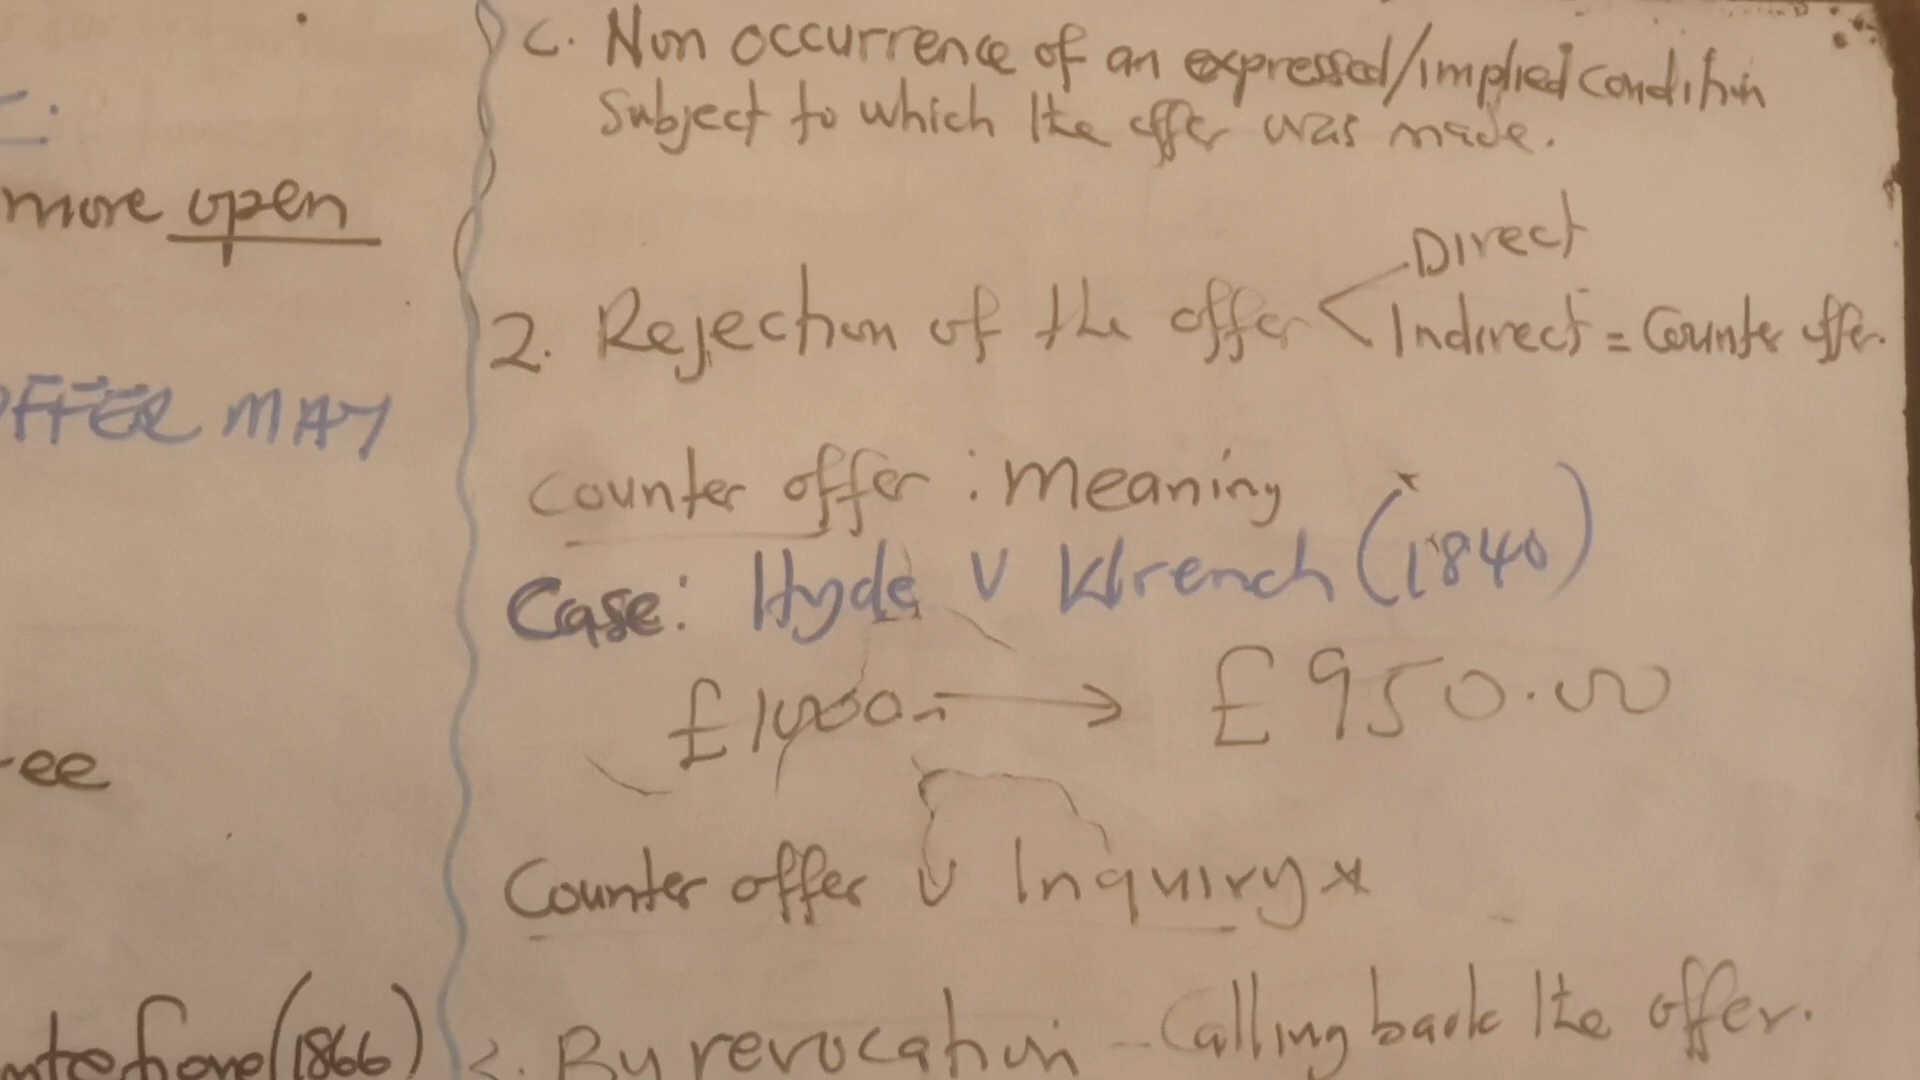 more open
OFFER MAY
ee
(1866)
C. Non occurrence of an expressed/implied condition
Subject to which the offer was made.
2. Rejection of the offer < Direct
Indirect = Counter offer.
Counter offer : meaning
Case: Hyde V Wrench (1840)
£1000 → £950.00
Counter offer V Inquiry *
3. By revocation - Calling back the offer.